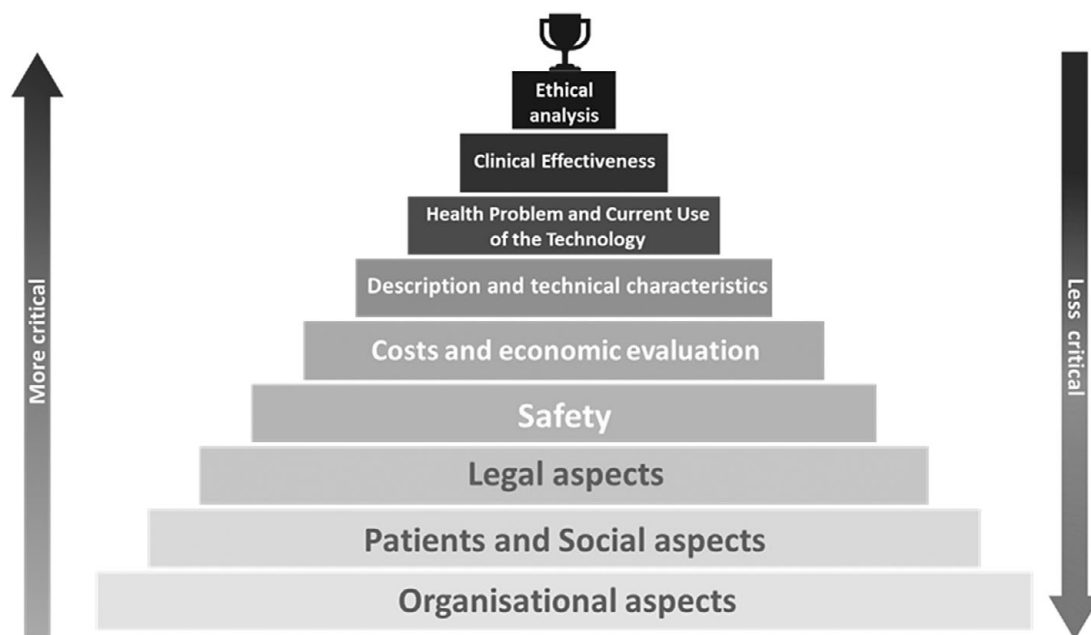 Ethical
analysis
Clinical Effectiveness
Health Problem and Current Use
of the Technology
Description and technical characteristics
Costs and economic evaluation
Safety
Legal aspects
Patients and Social aspects
Organisational aspects
More critical
Less critical